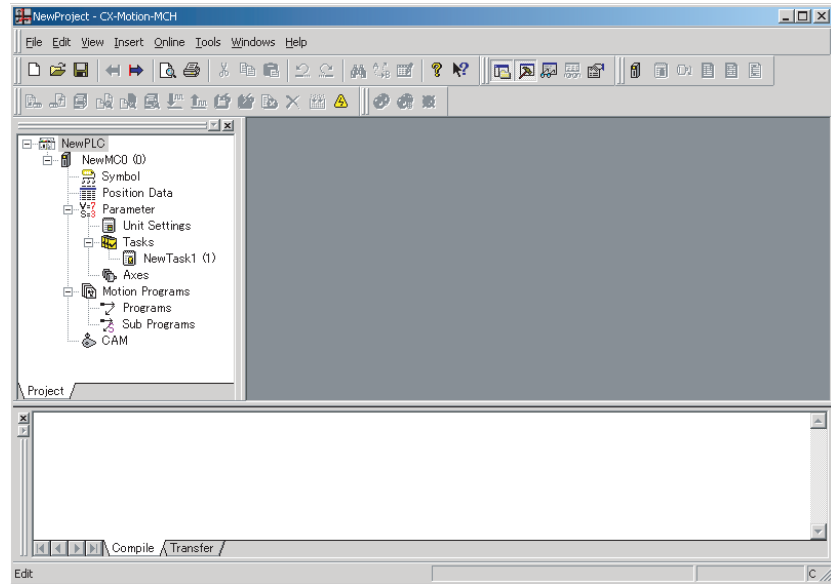 NewProject - CX-Motion-MCH
File Edit View Insert Online Tools Windows Help
NewPLC
NewMC0 (0)
Symbol
Position Data
Parameter
Unit Settings
Tasks
NewTask1 (1)
Axes
Motion Programs
Programs
Sub Programs
CAM
Project
Compile Transfer
Edit
C